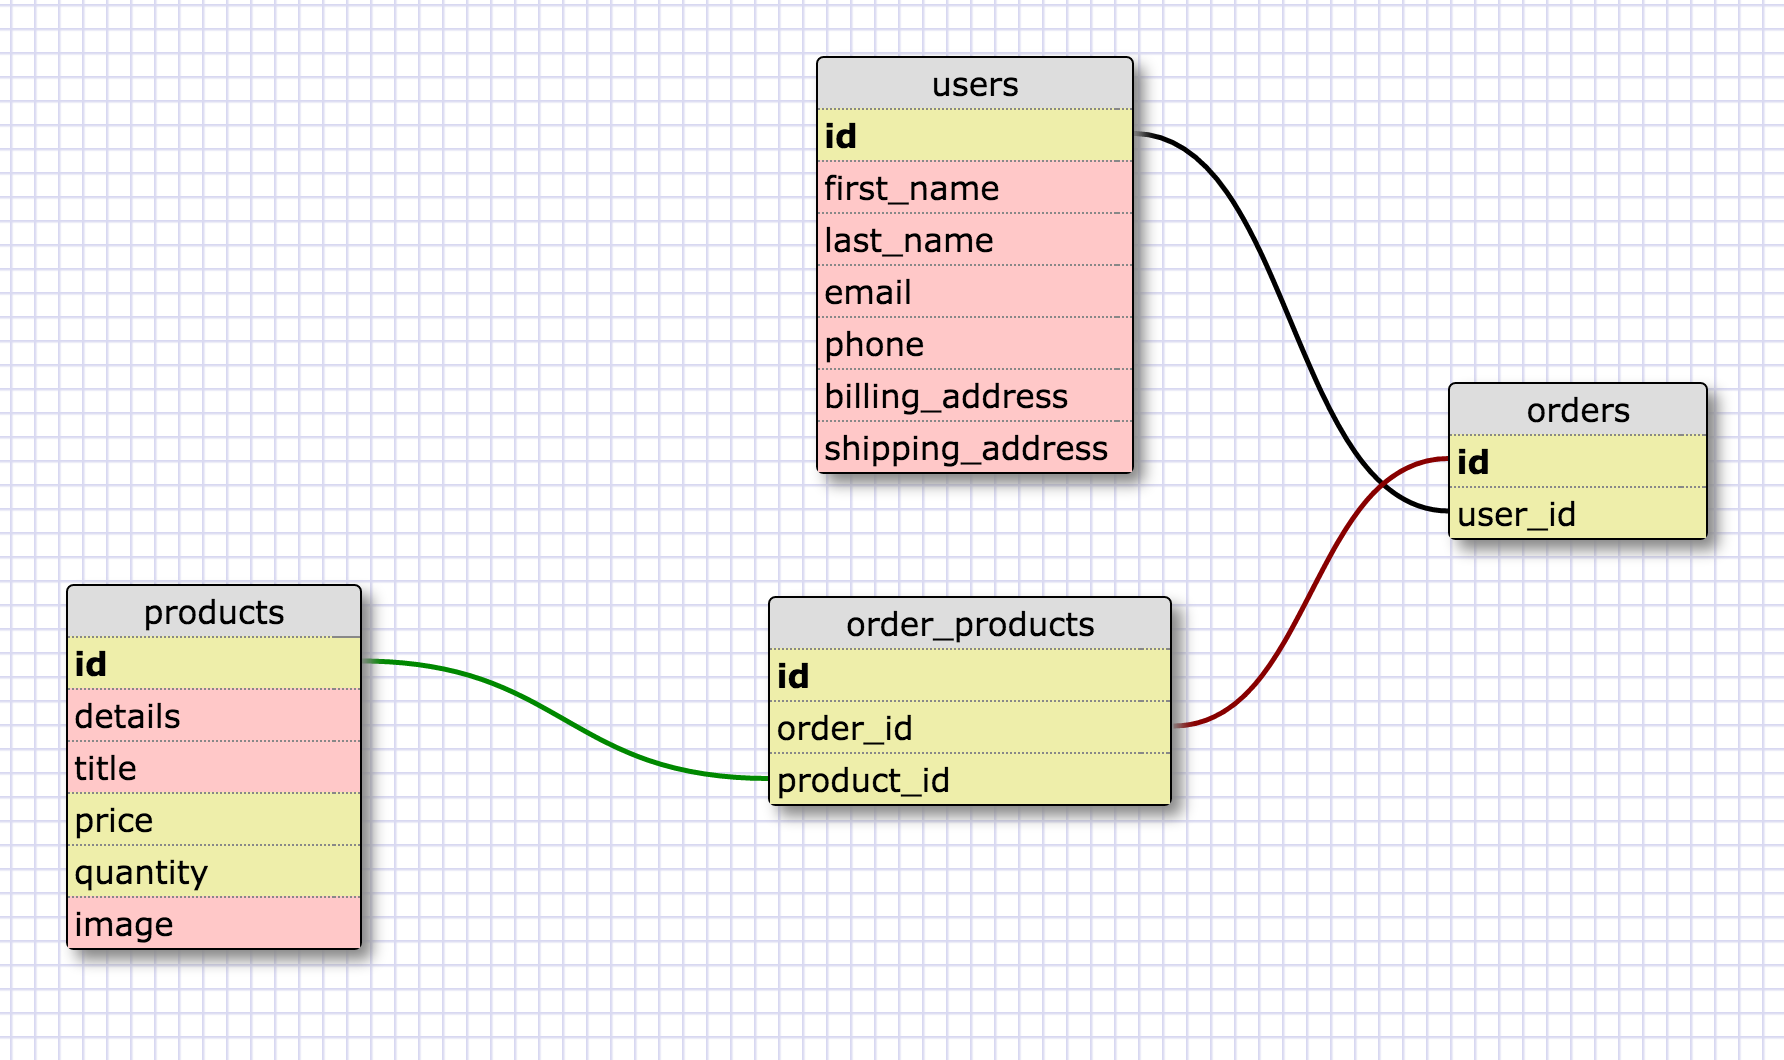 users
id
first_name
last_name
email
phone
billing_address
shipping_address
orders
id
user_id
products
id
details
title
price
quantity
image
order_products
id
order_id
product_id